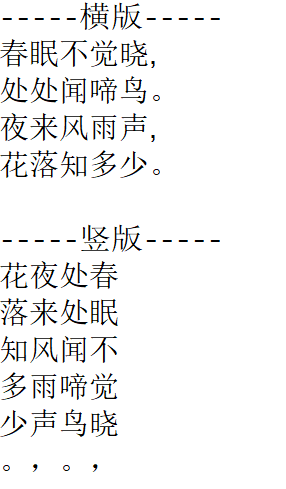 -----横版-----
春眠不觉晓,
处处闻啼鸟。
夜来风雨声,
花落知多少。

-----竖版-----
花夜处春
落来处眠
知风闻不
多雨啼觉
少声鸟晓
。，。，